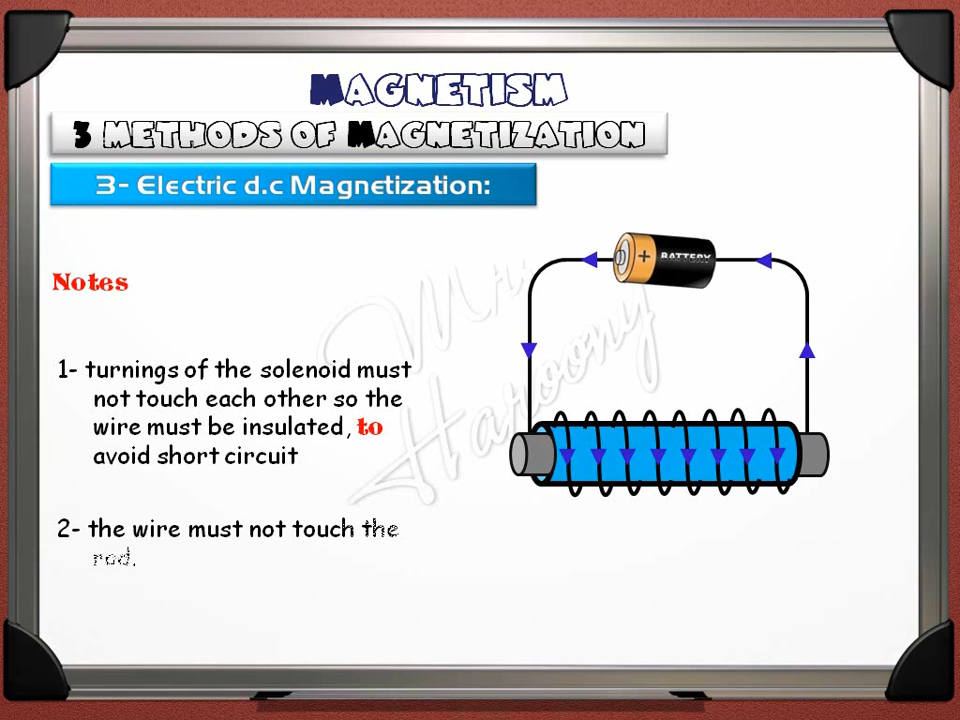 Magnetism
3 Methods of Magnetization
3- Electric d.c Magnetization:
Notes
1- turnings of the solenoid must
not touch each other so the
wire must be insulated, to
avoid short circuit
2- the wire must not touch the
rod.
+ BATTERY
Mr.
Haroony